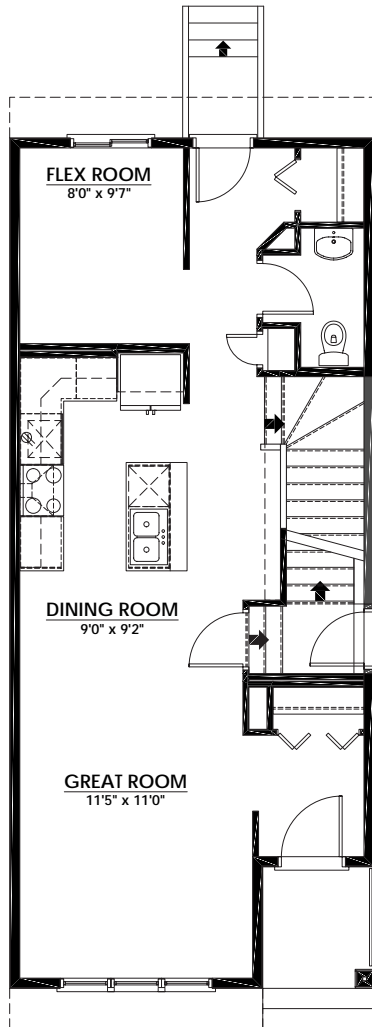 FLEX ROOM
8'0" x 9'7"
DINING ROOM
9'0" x 9'2"
GREAT ROOM
11'5" x 11'0"